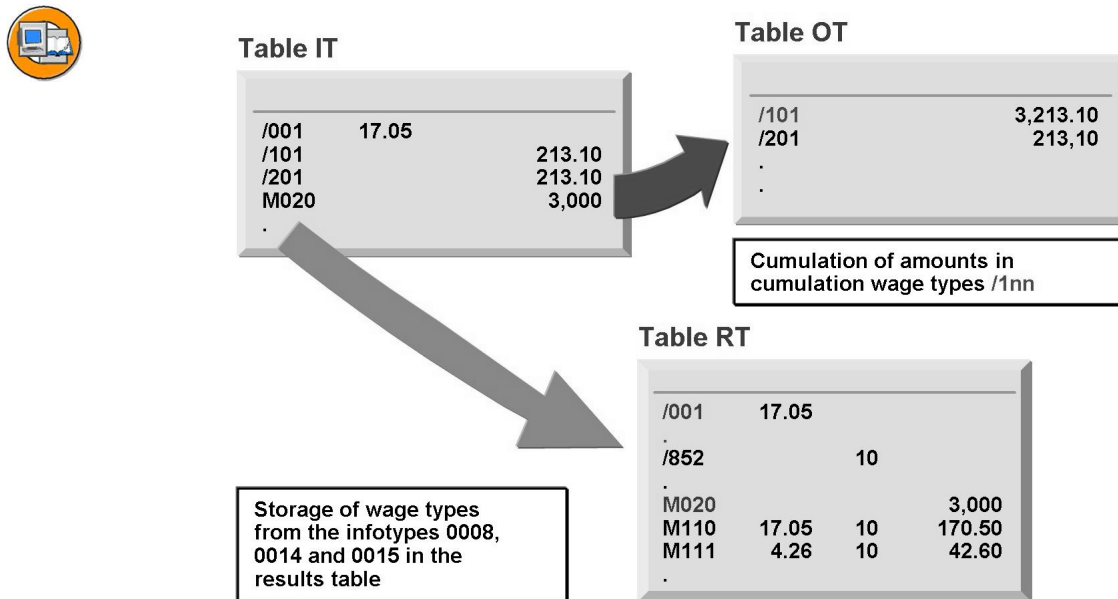 Table IT
/001 17.05
/101 213.10
/201 213.10
M020 3,000
.
Table OT
/101 3,213.10
/201 213,10
.
.
Cumulation of amounts in
cumulation wage types /1nn
Table RT
/001 17.05
.
/852 10
.
M020 3,000
M110 17.05 10 170.50
M111 4.26 10 42.60
.
Storage of wage types
from the infotypes 0008,
0014 and 0015 in the
results table